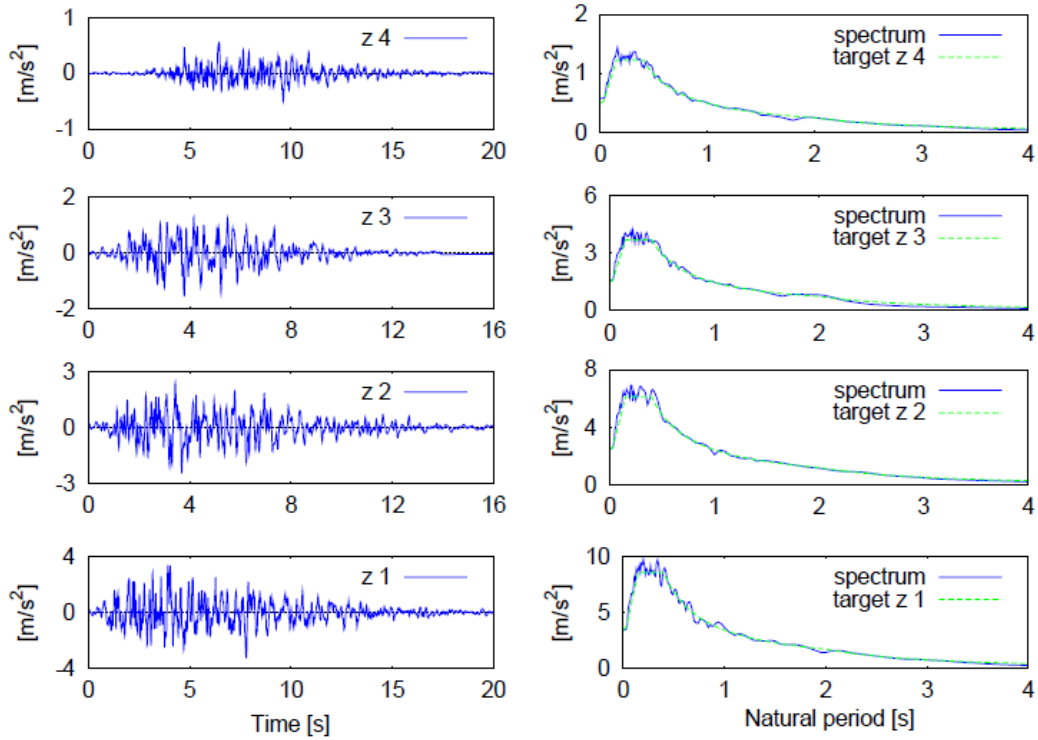 1
0
-1
[m/s²]
z 4
0 5 10 15 20
2
1
0
[m/s²]
spectrum
target z 4
0 1 2 3 4
2
0
-2
[m/s²]
z 3
0 4 8 12 16
6
3
0
[m/s²]
spectrum
target z 3
0 1 2 3 4
3
0
-3
[m/s²]
z 2
0 4 8 12 16
8
4
0
[m/s²]
spectrum
target z 2
0 1 2 3 4
4
0
-4
[m/s²]
z 1
0 5 10 15 20
Time [s]
10
5
0
[m/s²]
spectrum
target z 1
0 1 2 3 4
Natural period [s]